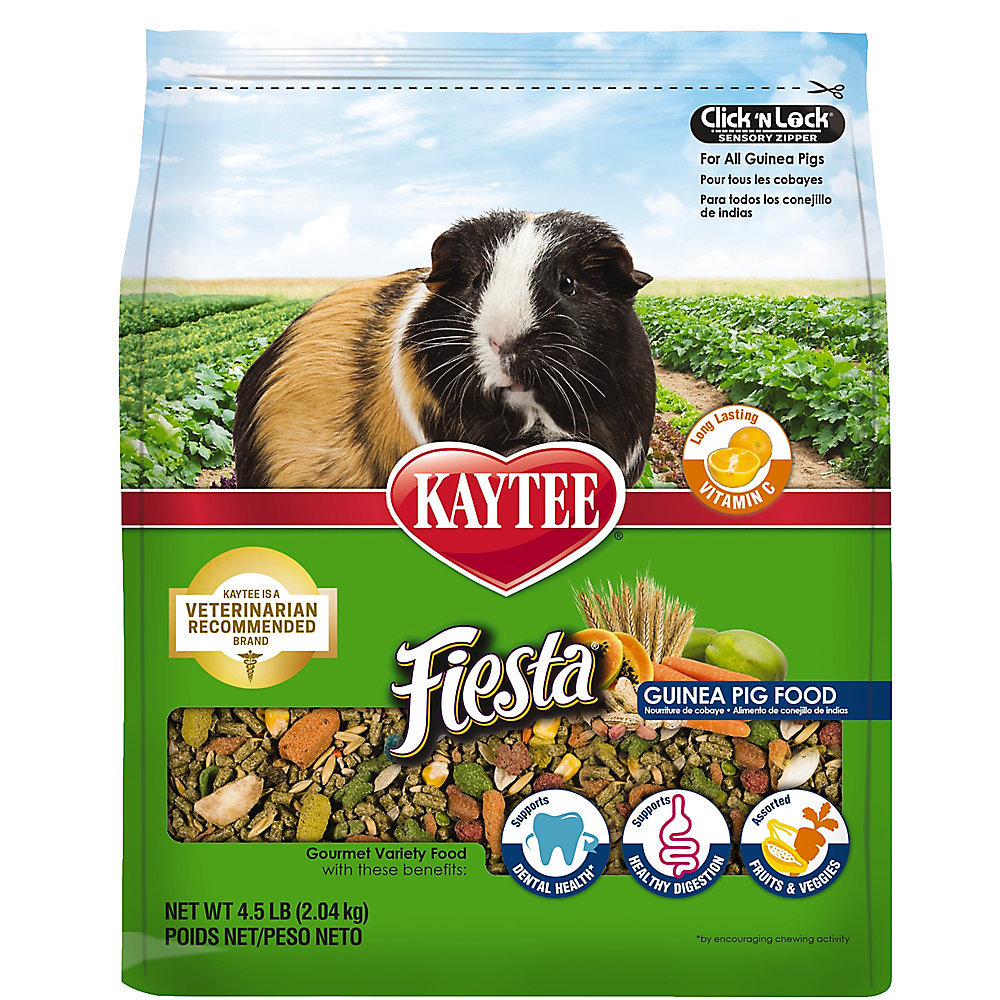 Click 'N Lock®
SENSORY ZIPPER
For All Guinea Pigs
Pour tous les cobayes
Para todos los conejillo
de indias
Long Lasting
VITAMIN C
KAYTEE®
KAYTEE IS A
VETERINARIAN
RECOMMENDED
BRAND
Fiesta®
GUINEA PIG FOOD
Nourriture de cobaye • Alimento de conejillo de indias
Supports
DENTAL HEALTH*
Supports
HEALTHY DIGESTION
Assorted
FRUITS & VEGGIES
Gourmet Variety Food
with these benefits:
NET WT 4.5 LB (2.04 kg)
POIDS NET/PESO NETO
*by encouraging chewing activity